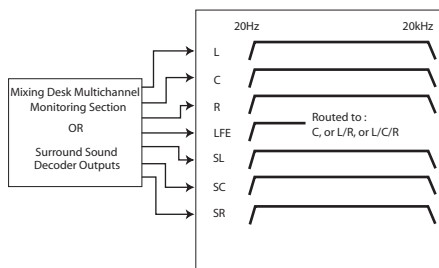 20Hz 20kHz
L
C
R
LFE
Routed to :
C, or L/R, or L/C/R
SL
SC
SR
Mixing Desk Multichannel
Monitoring Section
OR
Surround Sound
Decoder Outputs